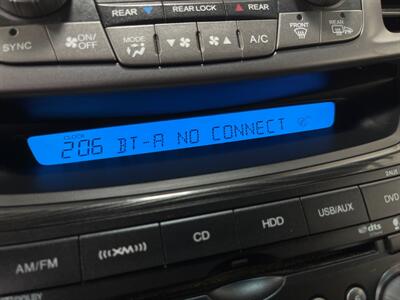 REAR REAR
SYNC ON/OFF MODE REAR LOCK A/C FRONT REAR
CLOCK
206 BT-A NO CONNECT
AM/FM XM CD HDD USB/AUX DVD
dts